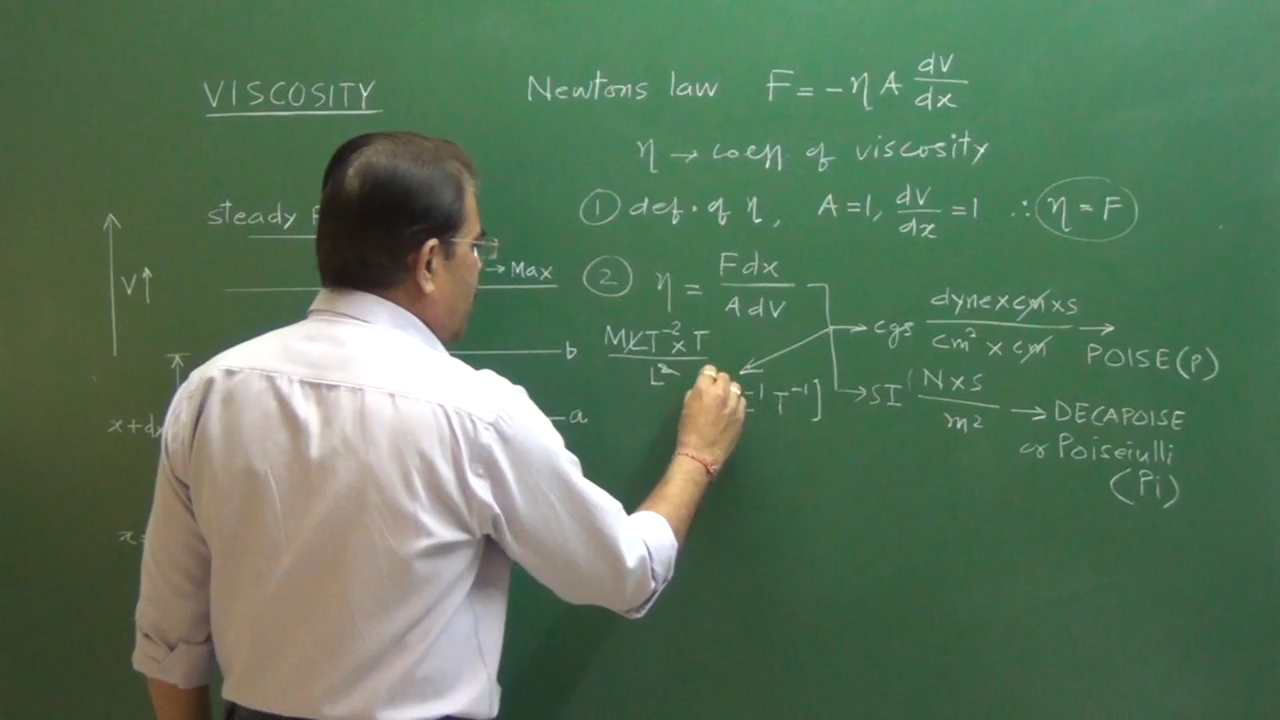 VISCOSITY
Newtons law F = -η A dv/dx
η → coeff of viscosity
steady
① def. of η, A = 1, dv/dx = 1 ∴ η = F
V↑
→ Max
② η = Fdx / AdV
→ cgs dyne x cm x s / cm² x cm → POISE (P)
MLT⁻² x T / L²
b
⁻¹ T⁻¹]
→ SI N x s / m² → DECAPOISE
or Poiseiulli
(Pi)
a
x+dx
x=